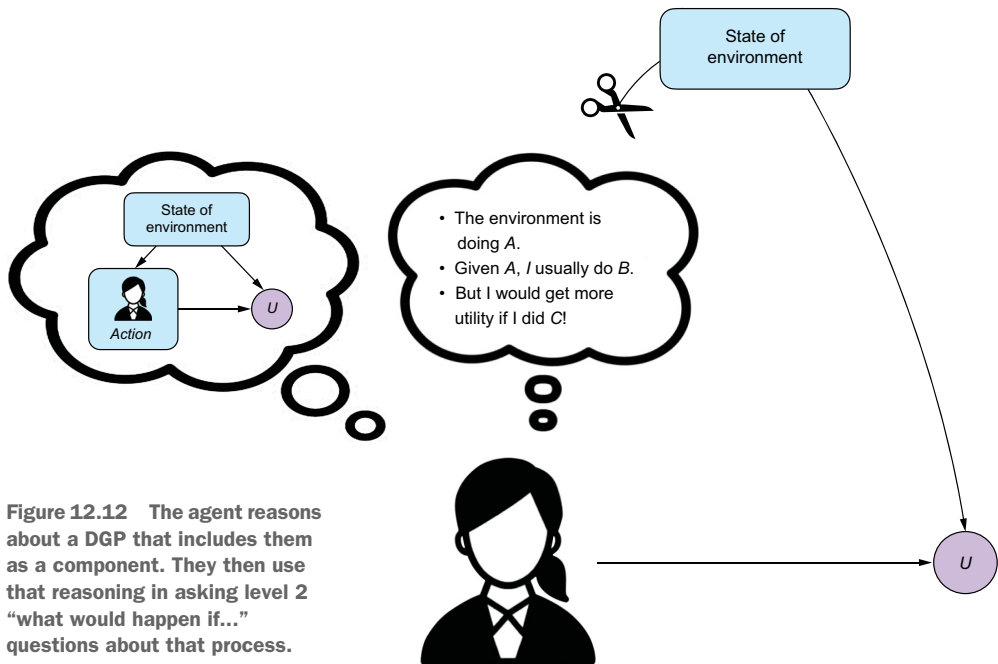 State of
environment
State of
environment
Action
U
• The environment is
doing A.
• Given A, I usually do B.
• But I would get more
utility if I did C!
Figure 12.12 The agent reasons
about a DGP that includes them
as a component. They then use
that reasoning in asking level 2
“what would happen if...”
questions about that process.
U